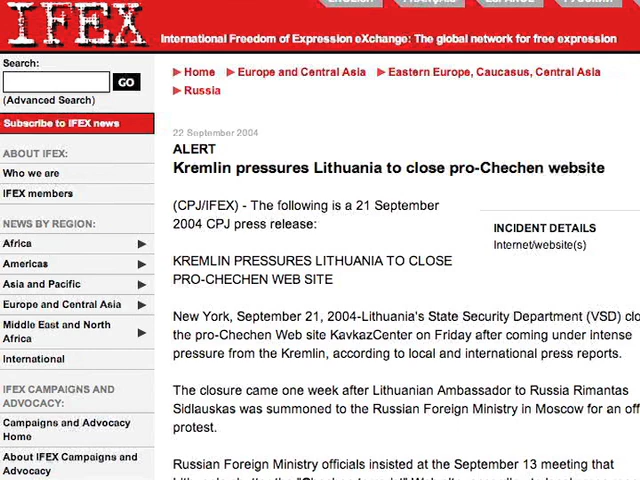 ENGLISH FRANÇAIS ESPAÑOL
IFEX
International Freedom of Expression eXchange: The global network for free expression
Search:
GO
(Advanced Search)
Subscribe to IFEX news
ABOUT IFEX:
Who we are
IFEX members
NEWS BY REGION:
Africa
Americas
Asia and Pacific
Europe and Central Asia
Middle East and North
Africa
International
IFEX CAMPAIGNS AND
ADVOCACY:
Campaigns and Advocacy
Home
About IFEX Campaigns and
Advocacy
Home Europe and Central Asia Eastern Europe, Caucasus, Central Asia
Russia
22 September 2004
ALERT
Kremlin pressures Lithuania to close pro-Chechen website
(CPJ/IFEX) - The following is a 21 September
2004 CPJ press release:
INCIDENT DETAILS
Internet/website(s)
KREMLIN PRESSURES LITHUANIA TO CLOSE
PRO-CHECHEN WEB SITE
New York, September 21, 2004-Lithuania's State Security Department (VSD) clo
the pro-Chechen Web site KavkazCenter on Friday after coming under intense
pressure from the Kremlin, according to local and international press reports.
The closure came one week after Lithuanian Ambassador to Russia Rimantas
Sidlauskas was summoned to the Russian Foreign Ministry in Moscow for an off
protest.
Russian Foreign Ministry officials insisted at the September 13 meeting that